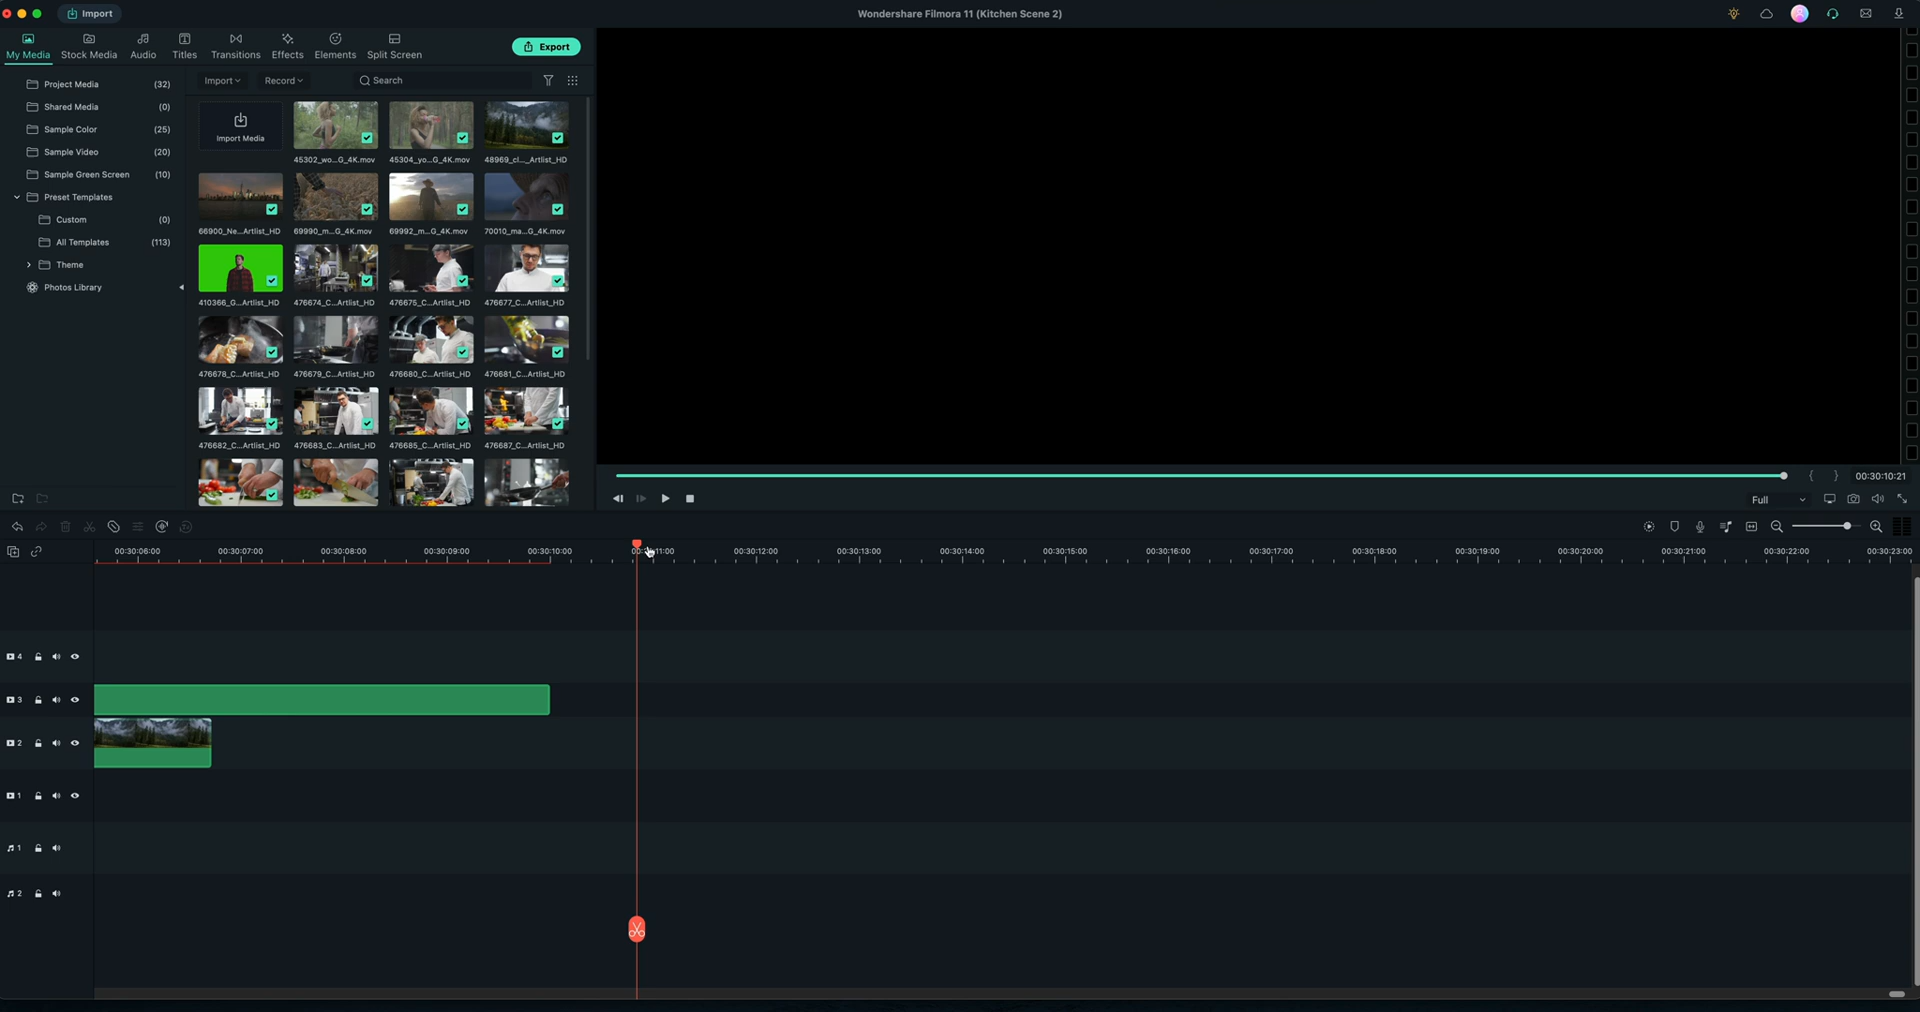 Import
Wondershare Filmora 11 (Kitchen Scene 2)
My Media
Stock Media
Audio
Titles
Transitions
Effects
Elements
Split Screen
Export
Project Media (32)
Shared Media (0)
Sample Color (25)
Sample Video (20)
Sample Green Screen (10)
Preset Templates
Custom (0)
All Templates (113)
Theme
Photos Library
Import
Record
Search
Import Media
45302_wo...G_4K.mov
45304_yo...G_4K.mov
48969_cl..._Artlist_HD
66900_Ne...Artlist_HD
69990_m...G_4K.mov
69992_m...G_4K.mov
70010_ma...G_4K.mov
410366_G...Artlist_HD
476674_C...Artlist_HD
476675_C...Artlist_HD
476677_C...Artlist_HD
476678_C...Artlist_HD
476679_C...Artlist_HD
476680_C...Artlist_HD
476681_C...Artlist_HD
476682_C...Artlist_HD
476683_C...Artlist_HD
476685_C...Artlist_HD
476687_C...Artlist_HD
{ } 00:30:10:21
Full
00:30:06:00 00:30:07:00 00:30:08:00 00:30:09:00 00:30:10:00 00:30:12:00 00:30:13:00 00:30:14:00 00:30:15:00 00:30:16:00 00:30:17:00 00:30:18:00 00:30:19:00 00:30:20:00 00:30:21:00 00:30:22:00 00:30:23:00
4
3
2
1
1
2